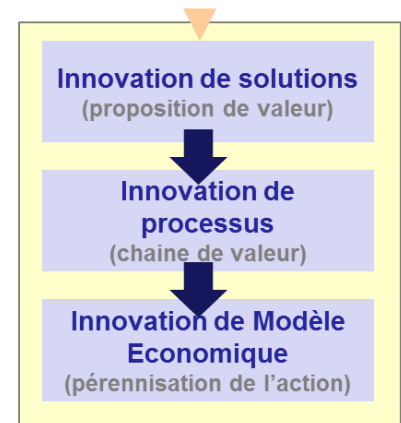 Innovation de solutions
(proposition de valeur)
Innovation de
processus
(chaine de valeur)
Innovation de Modèle
Economique
(pérennisation de l'action)